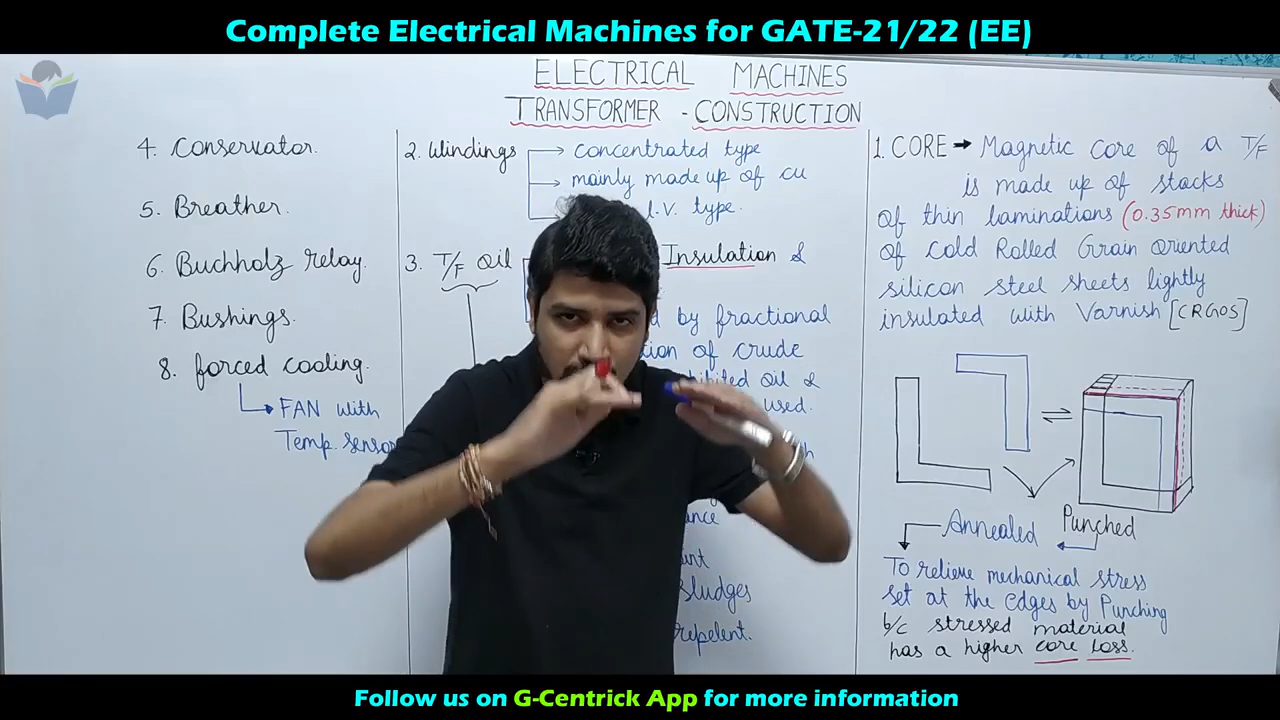 Complete Electrical Machines for GATE-21/22 (EE)
ELECTRICAL MACHINES
TRANSFORMER - CONSTRUCTION
4. Conservator.
5. Breather.
6. Buchholz relay.
7. Bushings.
8. forced cooling.
FAN with
Temp. Sensor
2. Windings
concentrated type
mainly made up of cu
L.V. type.
3. T/F oil
Insulation &
by fractional
of crude
oil &
used.
sludges
repelent.
1. CORE → Magnetic core of a T/F
is made up of stacks
of thin laminations (0.35mm thick)
of cold Rolled Grain oriented
silicon steel sheets lightly
insulated with Varnish [CRGOS]
Annealed Punched
To relieve mechanical stress
set at the edges by Punching
b/c stressed material
has a higher core loss.
Follow us on G-Centrick App for more information